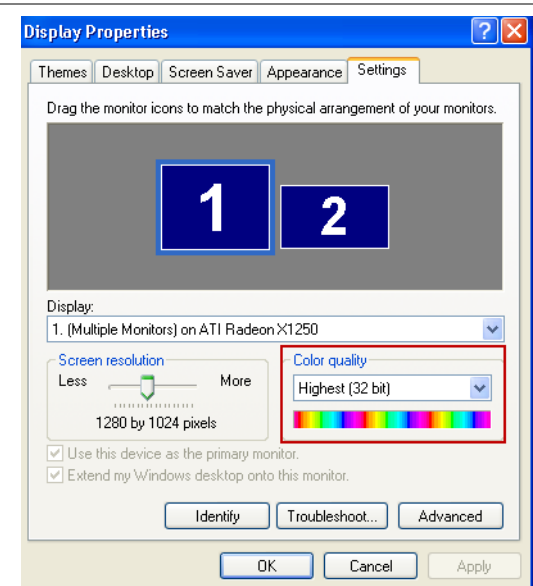 Display Properties
Themes Desktop Screen Saver Appearance Settings
Drag the monitor icons to match the physical arrangement of your monitors.
1 2
Display:
1. (Multiple Monitors) on ATI Radeon X1250
Screen resolution
Less More
1280 by 1024 pixels
Color quality
Highest (32 bit)
Use this device as the primary monitor.
Extend my Windows desktop onto this monitor.
Identify Troubleshoot... Advanced
OK Cancel Apply